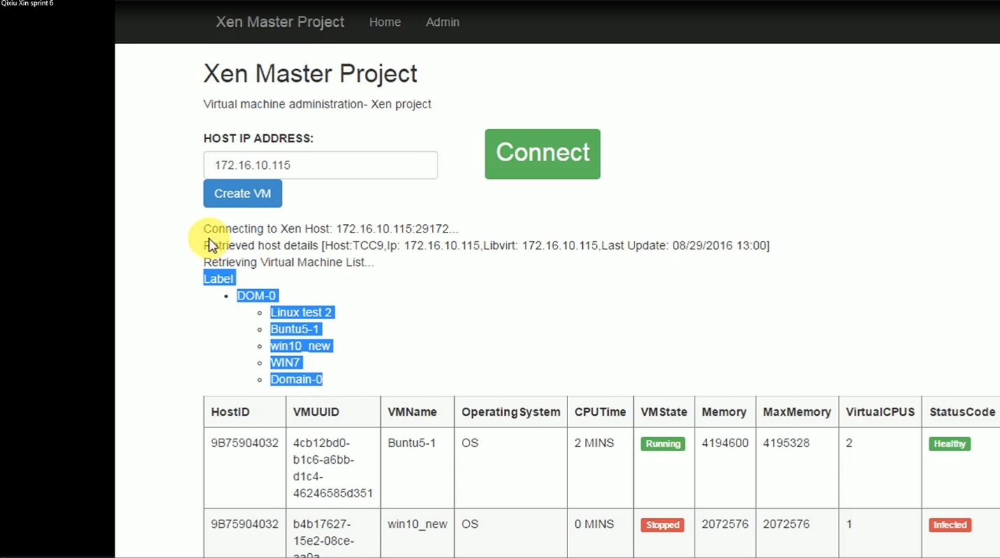 Qixiu Xin sprint 6
Xen Master Project Home Admin
Xen Master Project
Virtual machine administration- Xen project
HOST IP ADDRESS:
172.16.10.115
Connect
Create VM
Connecting to Xen Host: 172.16.10.115:29172...
Retrieved host details [Host:TCC9,Ip: 172.16.10.115,Libvirt: 172.16.10.115,Last Update: 08/29/2016 13:00]
Retrieving Virtual Machine List...
Label
DOM-0
Linux test 2
Buntu5-1
win10_new
WIN7
Domain-0
HostID VMUUID VMName OperatingSystem CPUTime VMState Memory MaxMemory VirtualCPUS StatusCode
9B75904032 4cb12bd0- Buntu5-1 OS 2 MINS Running 4194600 4195328 2 Healthy
b1c6-a6bb-
d1c4-
46246585d351
9B75904032 b4b17627- win10_new OS 0 MINS Stopped 2072576 2072576 1 Infected
15e2-08ce-